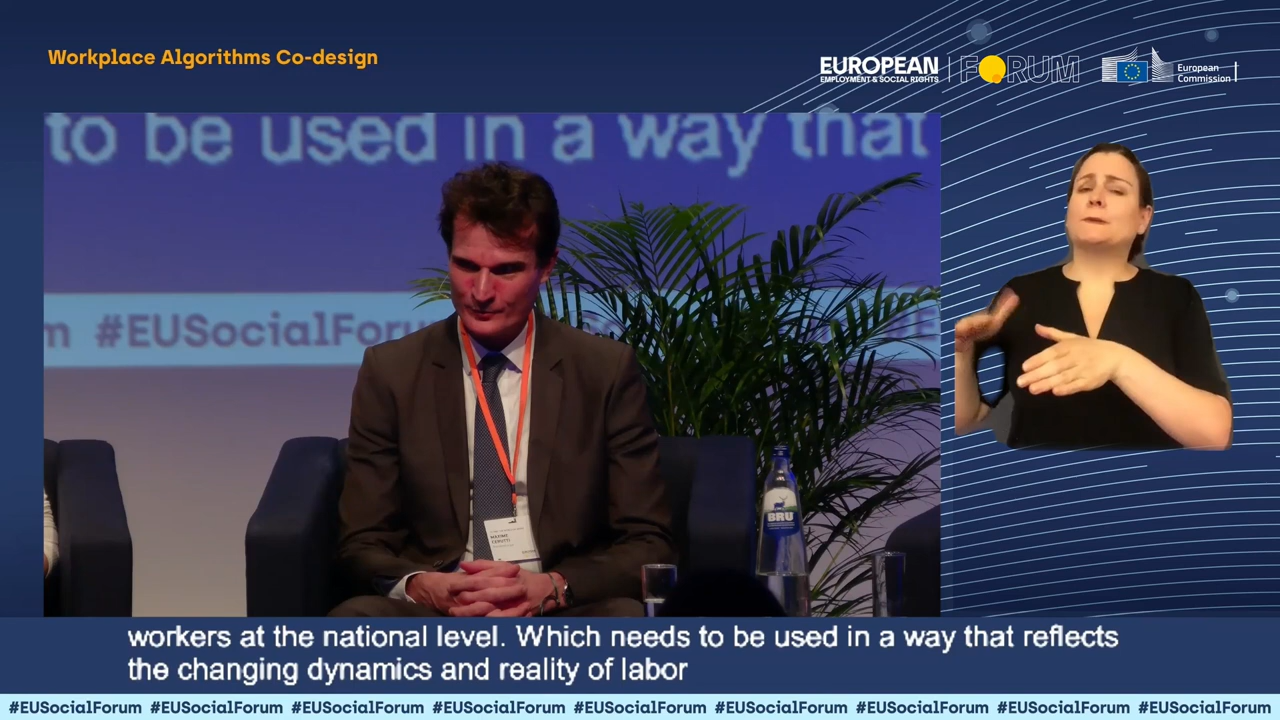 Workplace Algorithms Co-design
EUROPEAN
EMPLOYMENT & SOCIAL RIGHTS
FORUM
European
Commission
to be used in a way that
#EUSocialForum
MAXIME
CERUTTI
BRU
workers at the national level. Which needs to be used in a way that reflects
the changing dynamics and reality of labor
#EUSocialForum #EUSocialForum #EUSocialForum #EUSocialForum #EUSocialForum #EUSocialForum #EUSocialForum #EUSocialForum #EUSocialForum